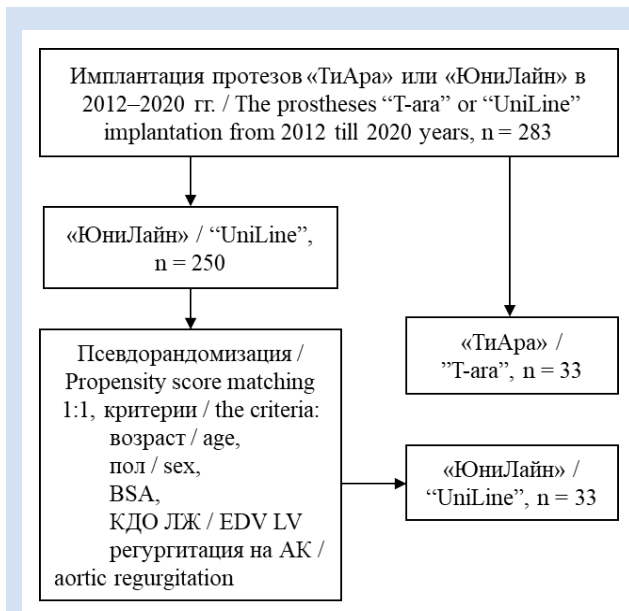 Имплантация протезов «ТиАра» или «ЮниЛайн» в
2012–2020 гг. / The prostheses “T-ara” or “UniLine”
implantation from 2012 till 2020 years, n = 283
«ЮниЛайн» / “UniLine”,
n = 250
Псевдорандомизация /
Propensity score matching
1:1, критерии / the criteria:
возраст / age,
пол / sex,
BSA,
КДО ЛЖ / EDV LV
регургитация на АК /
aortic regurgitation
«ТиАра» /
”T-ara”, n = 33
«ЮниЛайн» /
“UniLine”, n = 33